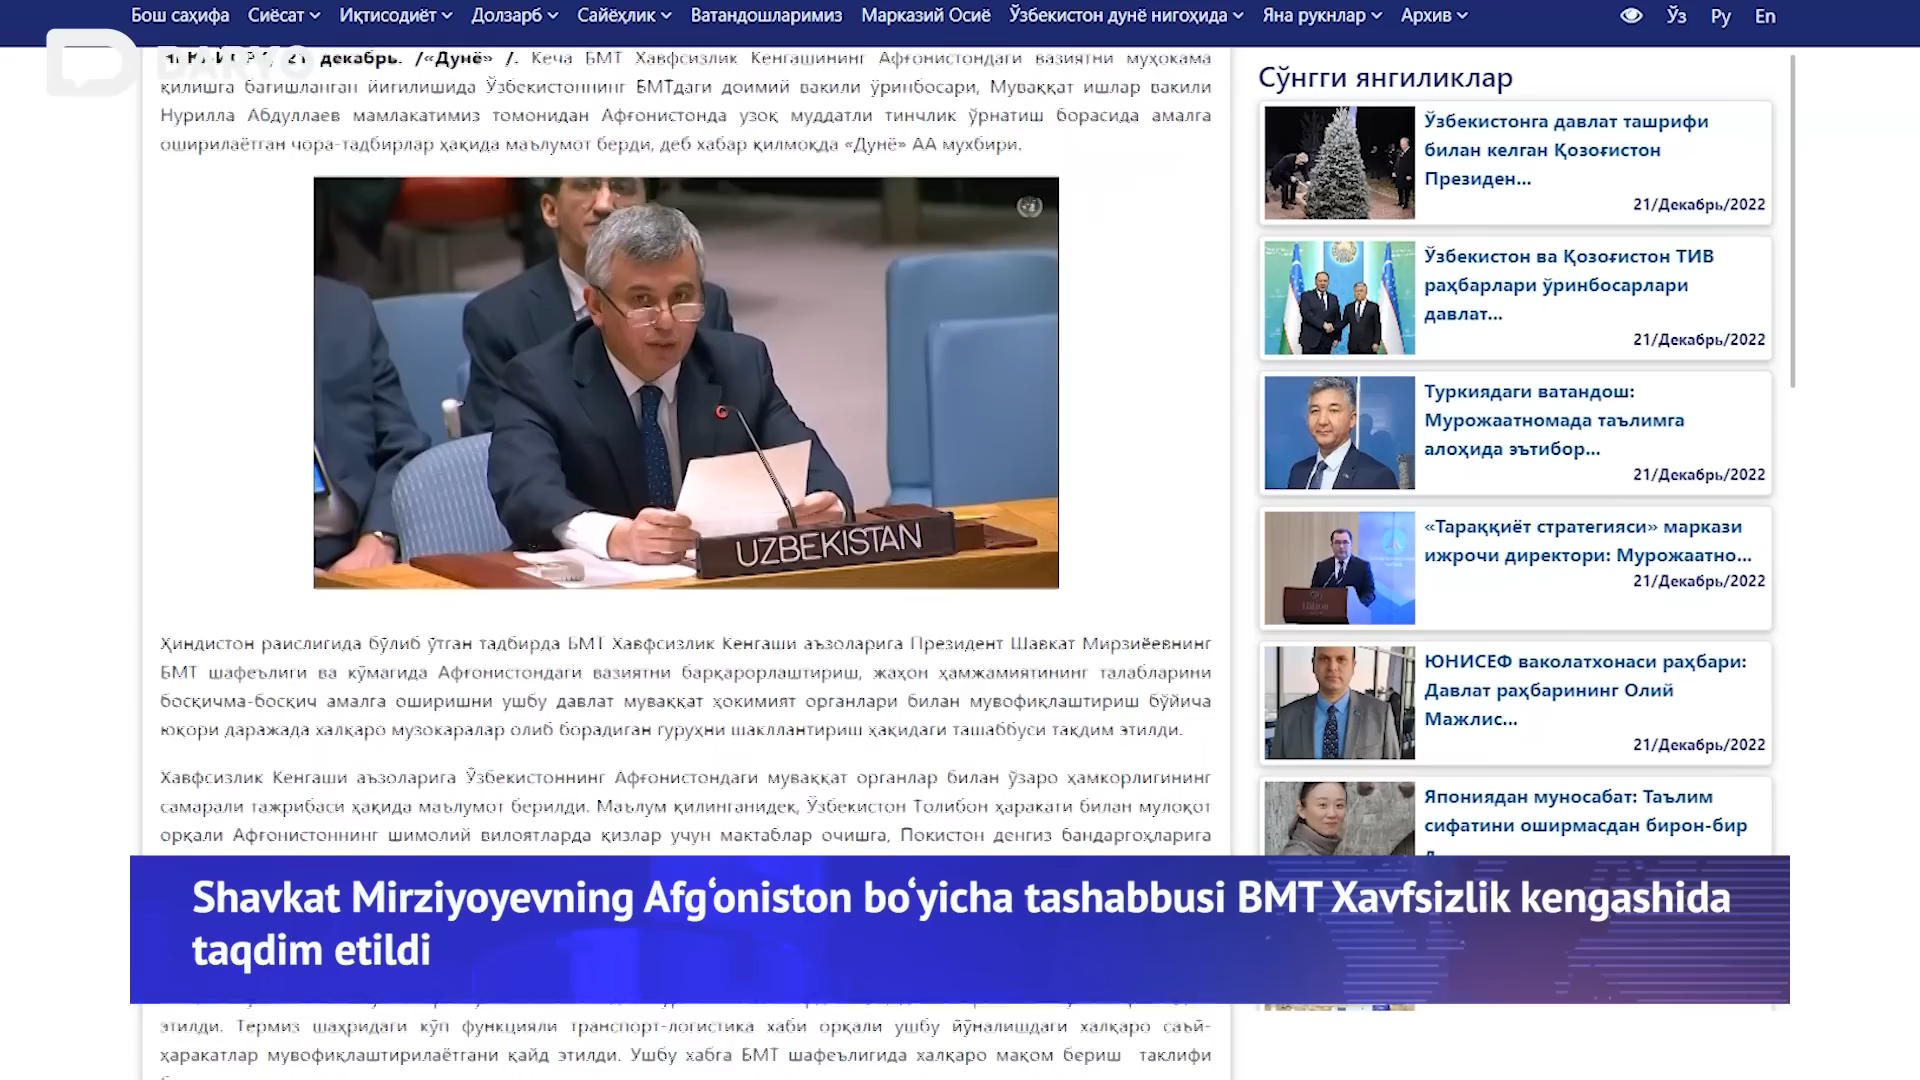 Бош саҳифа Сиёсат Иқтисодиёт Долзарб Сайёҳлик Ватандошларимиз Марказий Осиё Ўзбекистон дунё нигоҳида Яна рукнлар Архив Ўз Ру En
21 декабрь. /«Дунё» /. Кеча БМТ Хавфсизлик Кенгашининг Афғонистондаги вазиятни муҳокама
қилишга бағишланган йиғилишида Ўзбекистоннинг БМТдаги доимий вакили ўринбосари, Муваққат ишлар вакили
Нурилла Абдуллаев мамлакатимиз томонидан Афғонистонда узоқ муддатли тинчлик ўрнатиш борасида амалга
оширилаётган чора-тадбирлар ҳақида маълумот берди, деб хабар қилмоқда «Дунё» АА мухбири.
UZBEKISTAN
Ҳиндистон раислигида бўлиб ўтган тадбирда БМТ Хавфсизлик Кенгаши аъзоларига Президент Шавкат Мирзиёевнинг
БМТ шафеълиги ва кўмагида Афғонистондаги вазиятни барқарорлаштириш, жаҳон ҳамжамиятининг талабларини
босқичма-босқич амалга оширишни ушбу давлат муваққат ҳокимият органлари билан мувофиқлаштириш бўйича
юқори даражада халқаро музокаралар олиб борадиган гуруҳни шакллантириш ҳақидаги ташаббуси тақдим этилди.
Хавфсизлик Кенгаши аъзоларига Ўзбекистоннинг Афғонистондаги муваққат органлар билан ўзаро ҳамкорлигининг
самарали тажрибаси ҳақида маълумот берилди. Маълум қилинганидек, Ўзбекистон Толибон ҳаракати билан мулоқот
орқали Афғонистоннинг шимолий вилоятларда қизлар учун мактаблар очишга, Покистон денгиз бандаргоҳларига
Shavkat Mirziyoyevning Afg‘oniston bo‘yicha tashabbusi BMT Xavfsizlik kengashida
taqdim etildi
этилди. Термиз шаҳридаги кўп функцияли транспорт-логистика хаби орқали ушбу йўналишдаги халқаро саъй-
ҳаракатлар мувофиқлаштирилаётгани қайд этилди. Ушбу хабга БМТ шафеълигида халқаро мақом бериш таклифи
Сўнгги янгиликлар
Ўзбекистонга давлат ташрифи
билан келган Қозоғистон
Президен...
21/Декабрь/2022
Ўзбекистон ва Қозоғистон ТИВ
раҳбарлари ўринбосарлари
давлат...
21/Декабрь/2022
Туркиядаги ватандош:
Мурожаатномада таълимга
алоҳида эътибор...
21/Декабрь/2022
«Тараққиёт стратегияси» маркази
ижрочи директори: Мурожаатно...
21/Декабрь/2022
ЮНИСЕФ ваколатхонаси раҳбари:
Давлат раҳбарининг Олий
Мажлис...
21/Декабрь/2022
Япониядан муносабат: Таълим
сифатини оширмасдан бирон-бир